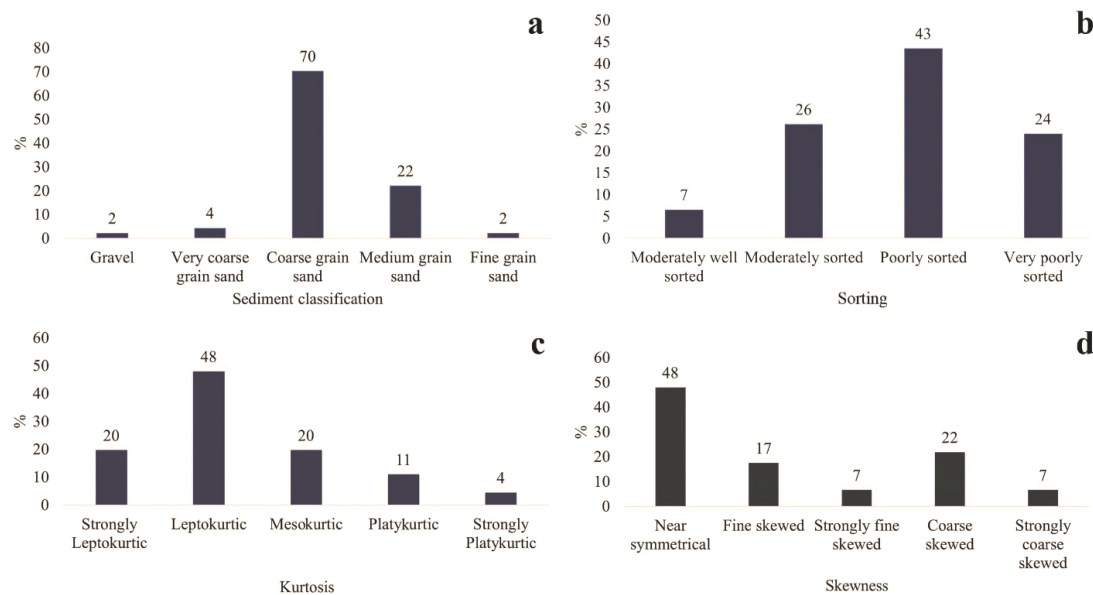 a
80
70
60
50
40
30
20
10
0
%
2
4
70
22
2
Gravel
Very coarse
grain sand
Coarse grain
sand
Medium grain
sand
Fine grain
sand
Sediment classification
b
50
45
40
35
30
25
20
15
10
5
0
%
7
26
43
24
Moderately well
sorted
Moderately sorted
Poorly sorted
Very poorly
sorted
Sorting
c
60
50
40
30
20
10
0
%
20
48
20
11
4
Strongly
Leptokurtic
Leptokurtic
Mesokurtic
Platykurtic
Strongly
Platykurtic
Kurtosis
d
60
50
40
30
20
10
0
%
48
17
7
22
7
Near
symmetrical
Fine skewed
Strongly fine
skewed
Coarse
skewed
Strongly
coarse
skewed
Skewness